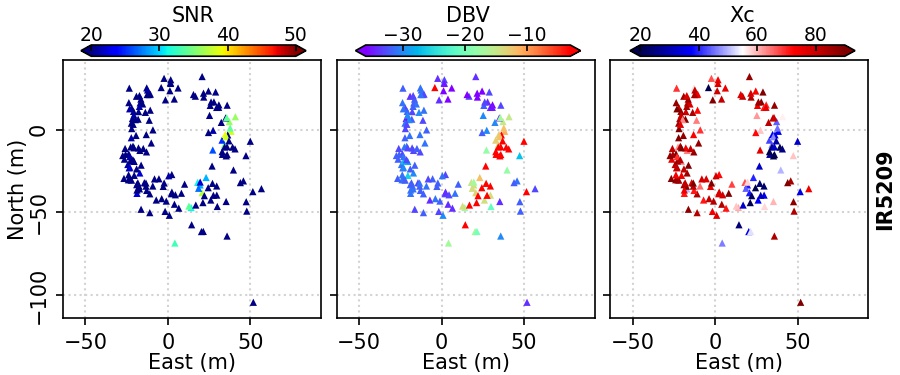 SNR DBV Xc
20 30 40 50 −30 −20 −10 20 40 60 80
North (m)
0
−50
−100
−50 0 50 −50 0 50 −50 0 50
East (m) East (m) East (m)
IR5209